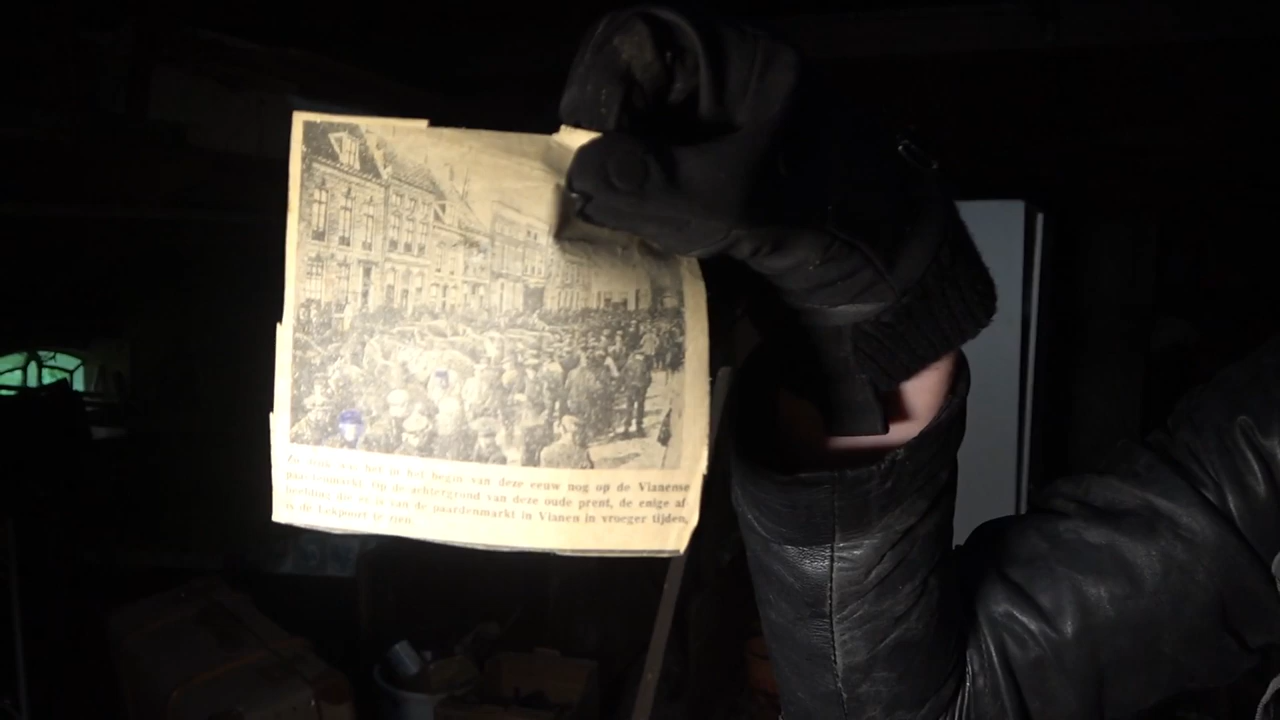 Zo was het in het begin van deze eeuw nog op de Vianense
paardenmarkt. Op de achtergrond van deze oude prent, de enige af-
beelding die er is van de paardenmarkt in Vianen in vroeger tijden,
is de Lekpoort te zien.